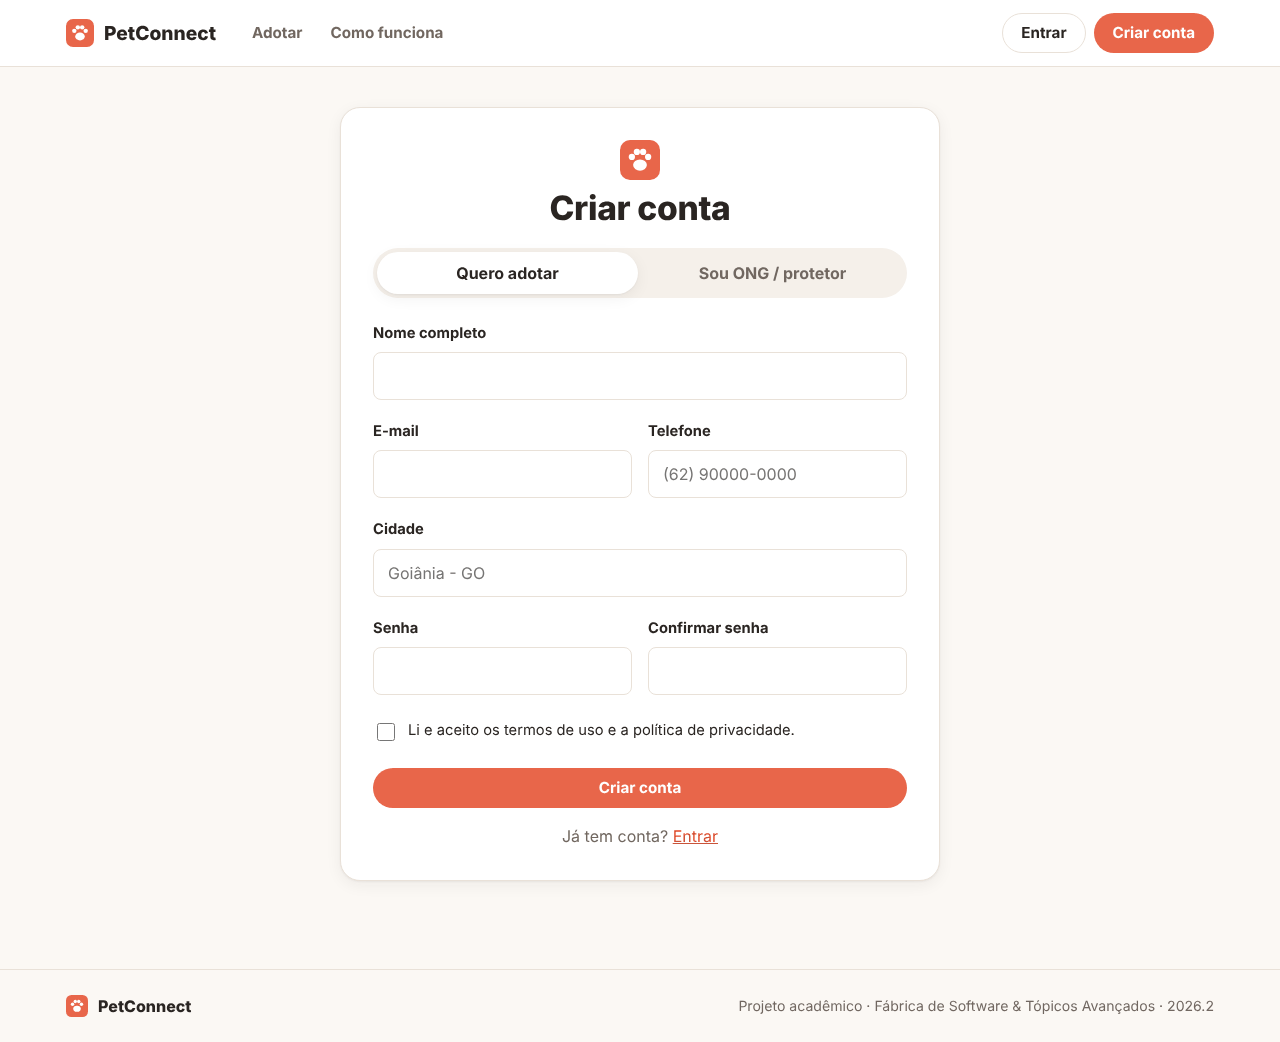 PetConnect Adotar Como funciona Entrar Criar conta
Criar conta
Quero adotar Sou ONG / protetor
Nome completo
E-mail Telefone
(62) 90000-0000
Cidade
Goiânia - GO
Senha Confirmar senha
Li e aceito os termos de uso e a política de privacidade.
Criar conta
Já tem conta? Entrar
PetConnect Projeto acadêmico · Fábrica de Software & Tópicos Avançados · 2026.2